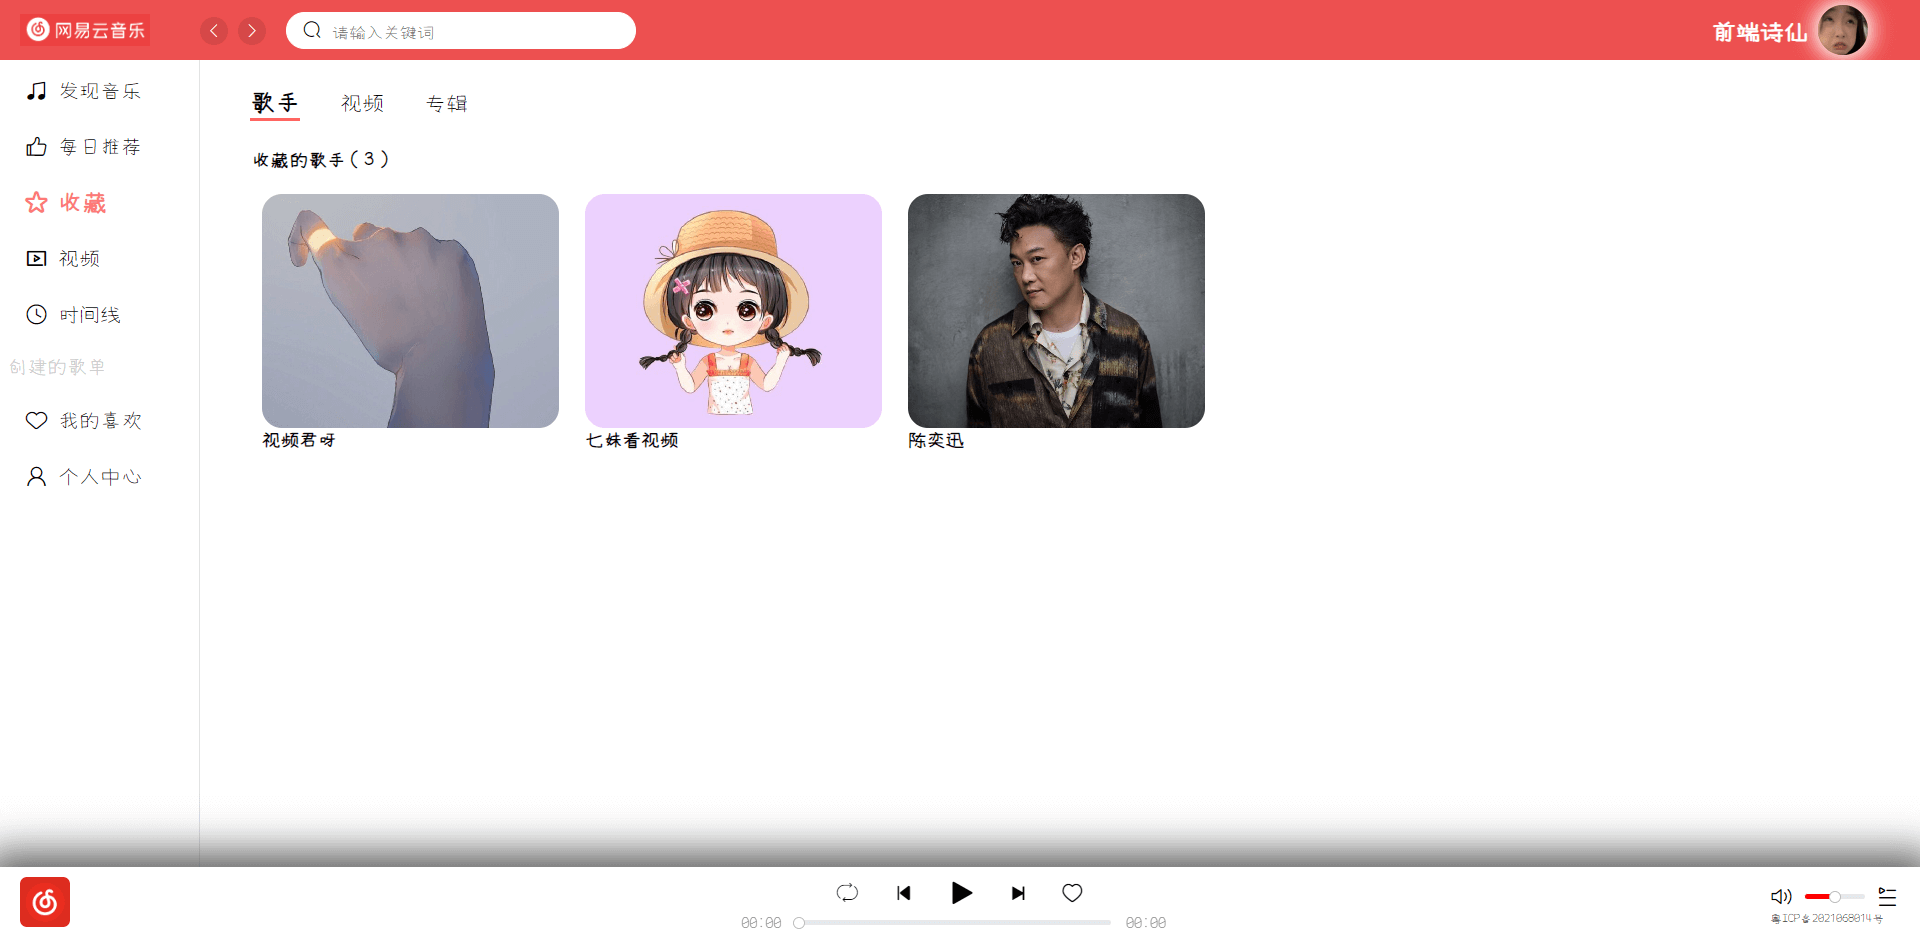 网易云音乐
请输入关键词
前端诗仙
发现音乐
每日推荐
收藏
视频
时间线
创建的歌单
我的喜欢
个人中心
歌手 视频 专辑
收藏的歌手(3)
视频君呀
七妹看视频
陈奕迅
00:00
00:00
粤ICP备2021068014号